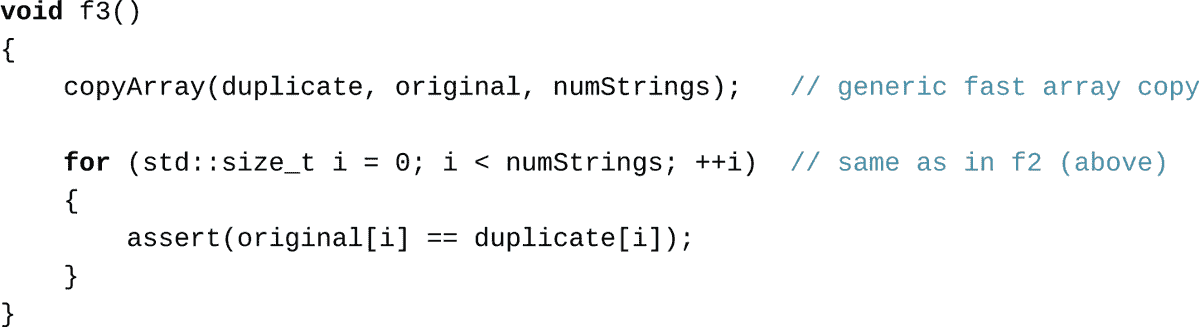 void f3()
{
    copyArray(duplicate, original, numStrings);   // generic fast array copy

    for (std::size_t i = 0; i < numStrings; ++i)  // same as in f2 (above)
    {
        assert(original[i] == duplicate[i]);
    }
}